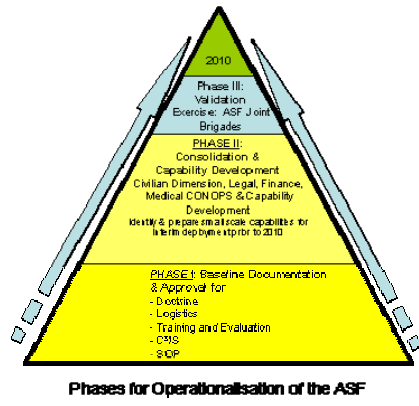 2010
Phase III:
Validation
Exercise: ASF Joint
Brigades
PHASE II:
Consolidation &
Capability Development
Civilian Dimension, Legal, Finance,
Medical CONOPS & Capability
Development
Identify & prepare small scale capabilities for
interim deployment prior to 2010
PHASE I: Baseline Documentation
& Approval for
- Doctrine
- Logistics
- Training and Evaluation
- C³IS
- SOP
Phases for Operationalisation of the ASF